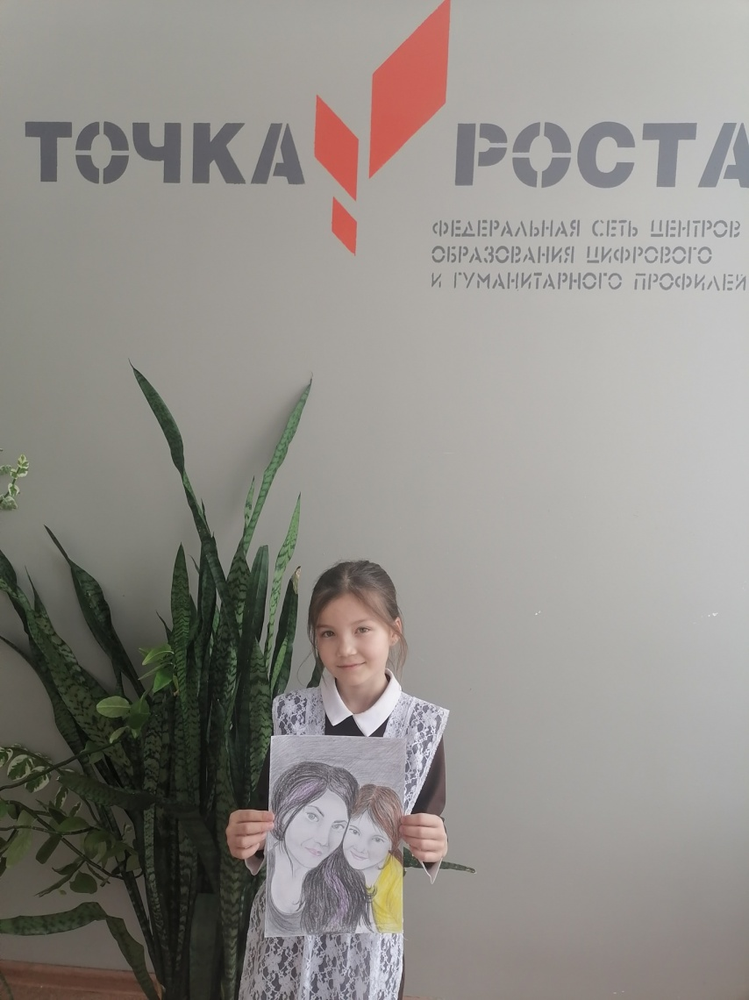 ТОЧКА РОСТА
ФЕДЕРАЛЬНАЯ СЕТЬ ЦЕНТРОВ
ОБРАЗОВАНИЯ ЦИФРОВОГО
И ГУМАНИТАРНОГО ПРОФИЛЕЙ